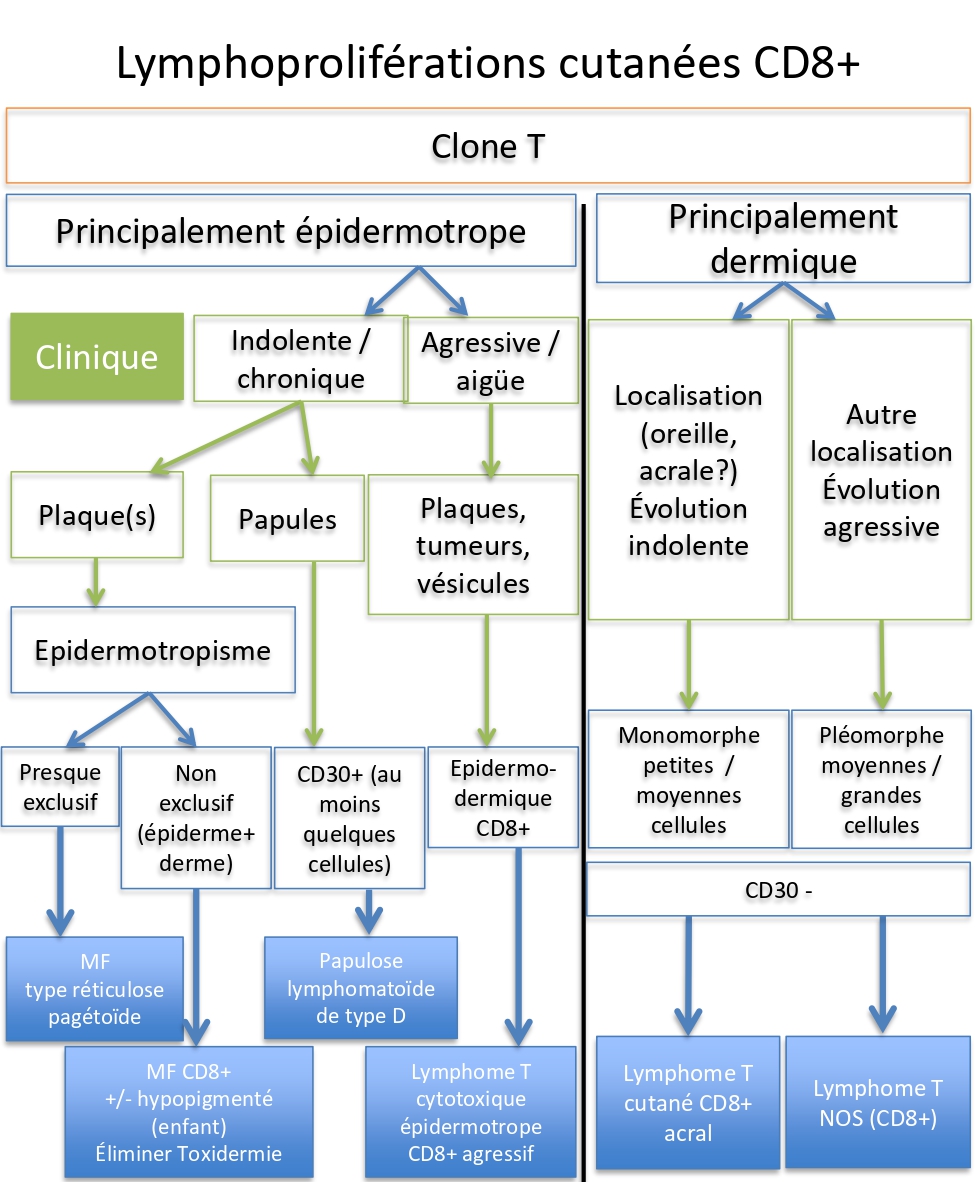 Lymphoproliférations cutanées CD8+
Clone T
Principalement épidermotrope
Principalement
dermique
Clinique
Indolente /
chronique
Agressive /
aigüe
Localisation
(oreille,
acrale?)
Évolution
indolente
Autre
localisation
Évolution
agressive
Plaque(s)
Papules
Plaques,
tumeurs,
vésicules
Epidermotropisme
Presque
exclusif
Non
exclusif
(épiderme+
derme)
CD30+ (au
moins
quelques
cellules)
Epidermo-
dermique
CD8+
Monomorphe
petites /
moyennes
cellules
Pléomorphe
moyennes /
grandes
cellules
CD30 -
MF
type réticulose
pagétoïde
Papulose
lymphomatoïde
de type D
MF CD8+
+/- hypopigmenté
(enfant)
Éliminer Toxidermie
Lymphome T
cytotoxique
épidermotrope
CD8+ agressif
Lymphome T
cutané CD8+
acral
Lymphome T
NOS (CD8+)